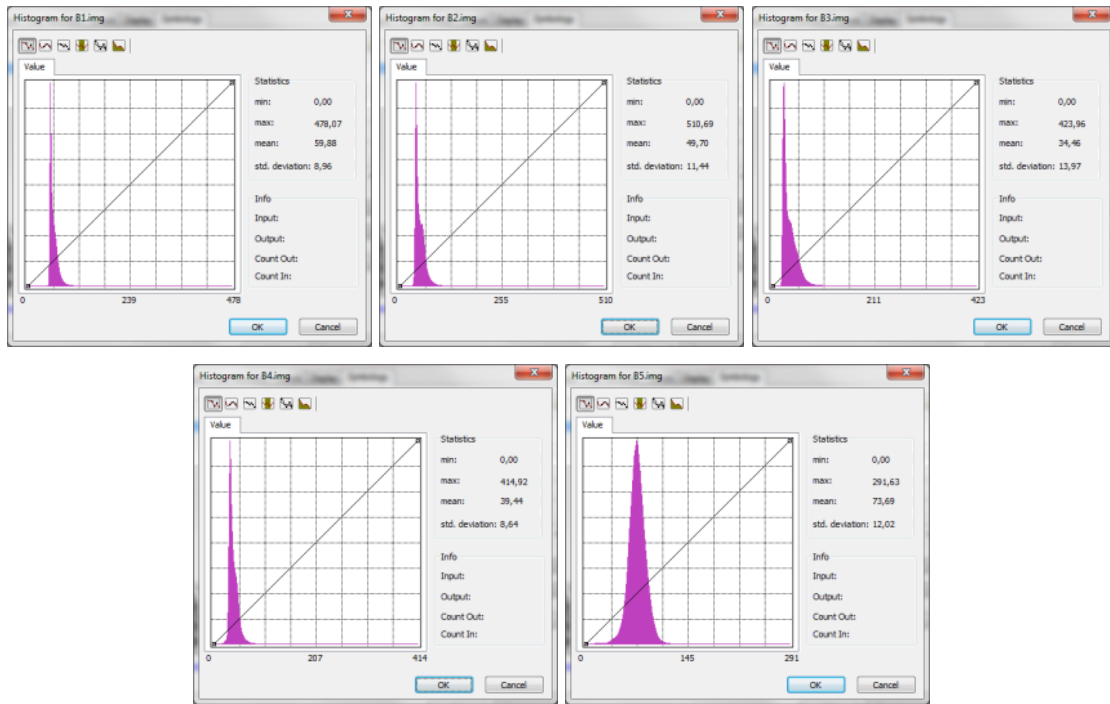 Histogram for B1.img
Value
Statistics
min: 0,00
max: 478,07
mean: 59,88
std. deviation: 8,96
Info
Input:
Output:
Count Out:
Count In:
0 239 478
OK Cancel
Histogram for B2.img
Value
Statistics
min: 0,00
max: 510,69
mean: 49,70
std. deviation: 11,44
Info
Input:
Output:
Count Out:
Count In:
0 255 510
OK Cancel
Histogram for B3.img
Value
Statistics
min: 0,00
max: 423,96
mean: 34,46
std. deviation: 13,97
Info
Input:
Output:
Count Out:
Count In:
0 211 423
OK Cancel
Histogram for B4.img
Value
Statistics
min: 0,00
max: 414,92
mean: 39,44
std. deviation: 8,64
Info
Input:
Output:
Count Out:
Count In:
0 207 414
OK Cancel
Histogram for B5.img
Value
Statistics
min: 0,00
max: 291,63
mean: 73,69
std. deviation: 12,02
Info
Input:
Output:
Count Out:
Count In:
0 145 291
OK Cancel